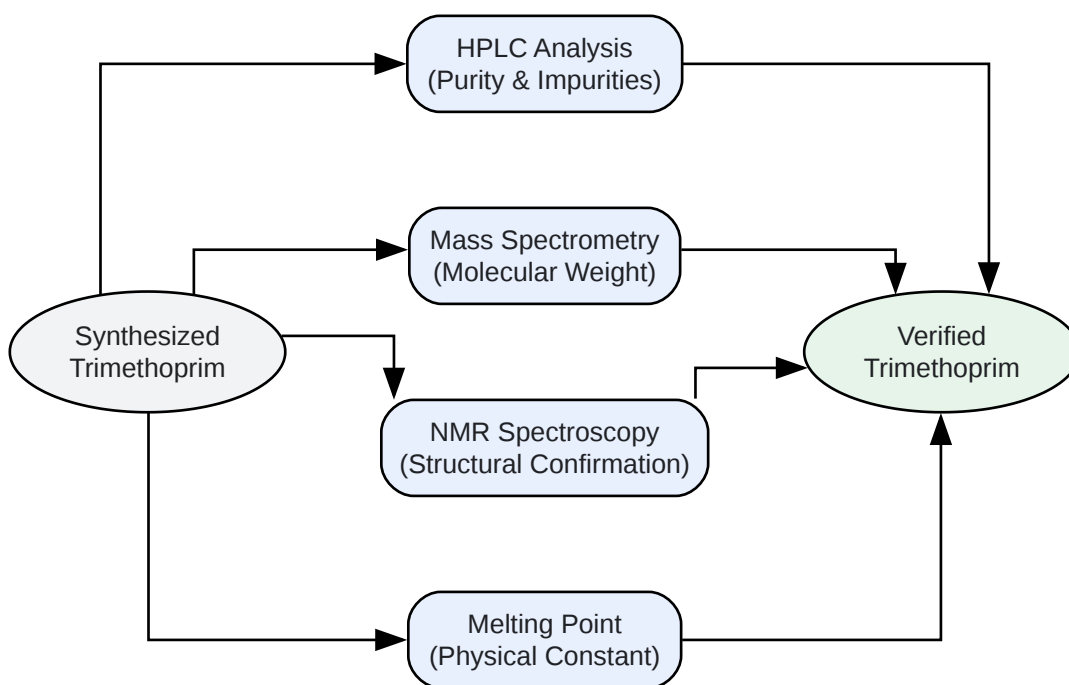 HPLC Analysis
(Purity & Impurities)
Mass Spectrometry
(Molecular Weight)
Synthesized
Trimethoprim
Verified
Trimethoprim
NMR Spectroscopy
(Structural Confirmation)
Melting Point
(Physical Constant)